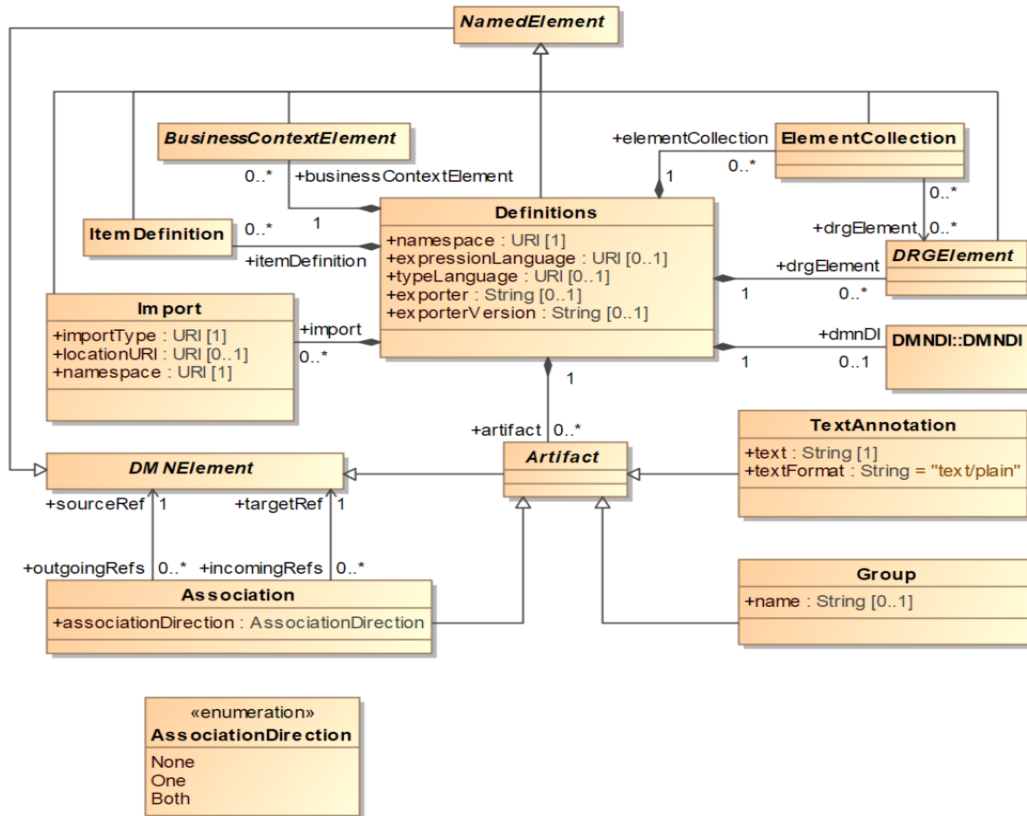 NamedElement
BusinessContextElement
+elementCollection
ElementCollection
0..*
+businessContextElement
1
0..*
0..*
1
Definitions
+namespace : URI [1]
+expressionLanguage : URI [0..1]
+typeLanguage : URI [0..1]
+exporter : String [0..1]
+exporterVersion : String [0..1]
ItemDefinition
0..*
+itemDefinition
+drgElement
0..*
DRGElement
+drgElement
1
0..*
Import
+importType : URI [1]
+locationURI : URI [0..1]
+namespace : URI [1]
+import
0..*
+dmnDI
1
0..1
DMNDI::DMNDI
1
+artifact
0..*
TextAnnotation
+text : String [1]
+textFormat : String = "text/plain"
DMNElement
Artifact
+sourceRef
1
+targetRef
1
+outgoingRefs
0..*
+incomingRefs
0..*
Association
+associationDirection : AssociationDirection
Group
+name : String [0..1]
«enumeration»
AssociationDirection
None
One
Both